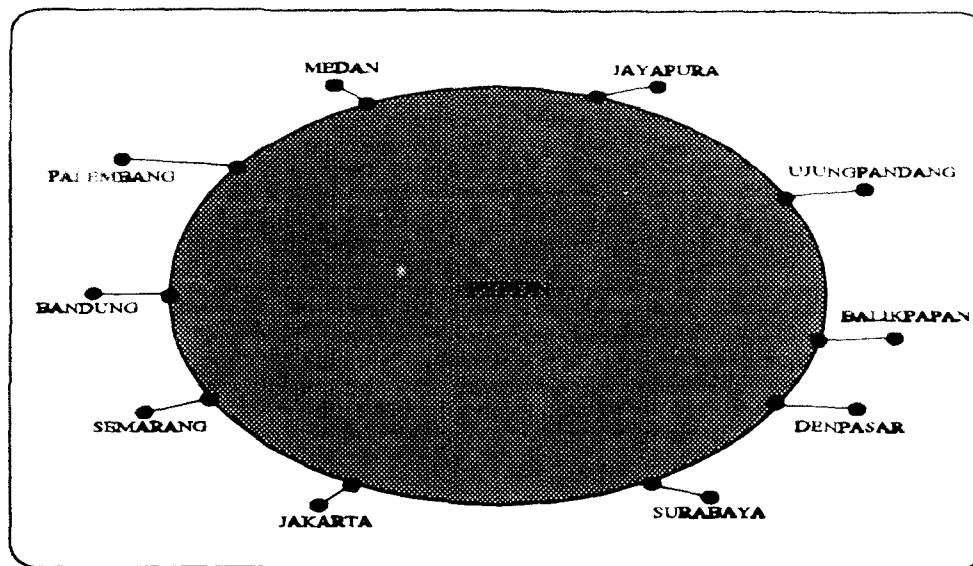 MEDAN
JAYAPURA
PALEMBANG
UJUNGPANDANG
BANDUNG
BALIKPAPAN
SEMARANG
DENPASAR
JAKARTA
SURABAYA